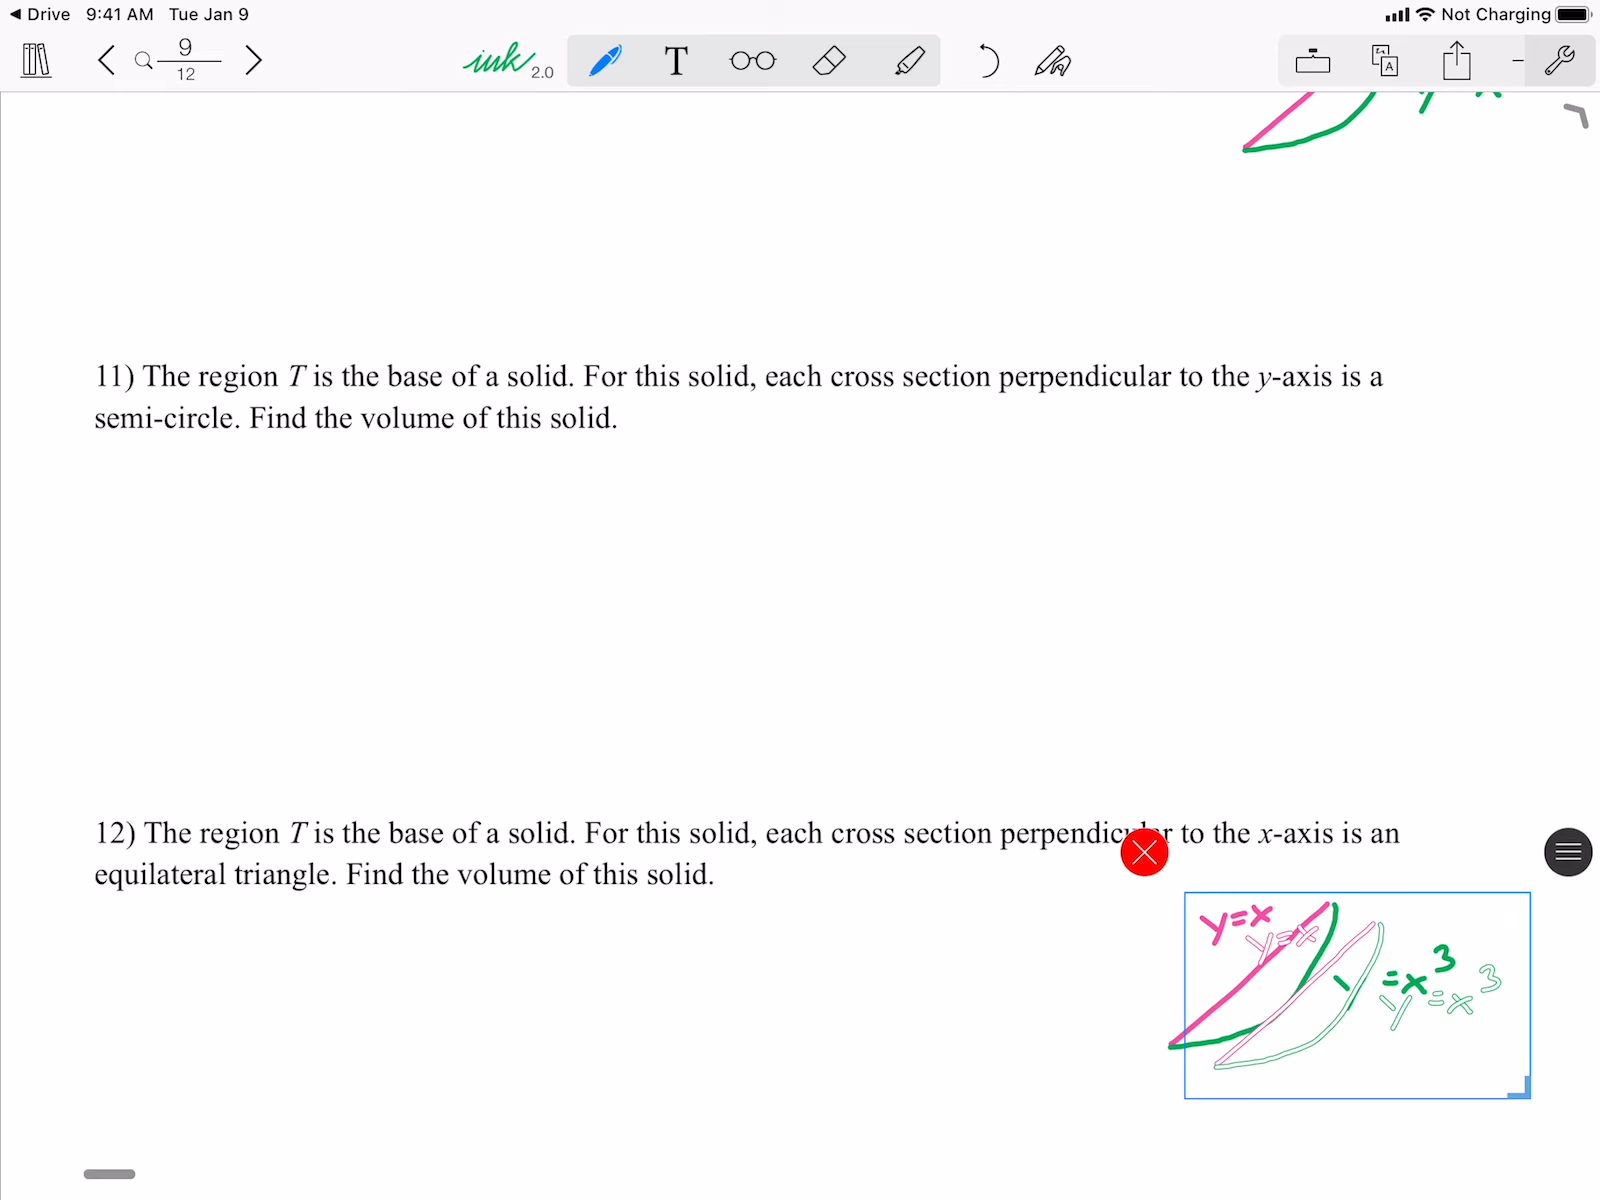 Drive 9:41 AM Tue Jan 9 Not Charging
9
12
ink 2.0 T A
11) The region T is the base of a solid. For this solid, each cross section perpendicular to the y-axis is a
semi-circle. Find the volume of this solid.
12) The region T is the base of a solid. For this solid, each cross section perpendicular to the x-axis is an
equilateral triangle. Find the volume of this solid.
y=x
y=x
=x³
y=x³